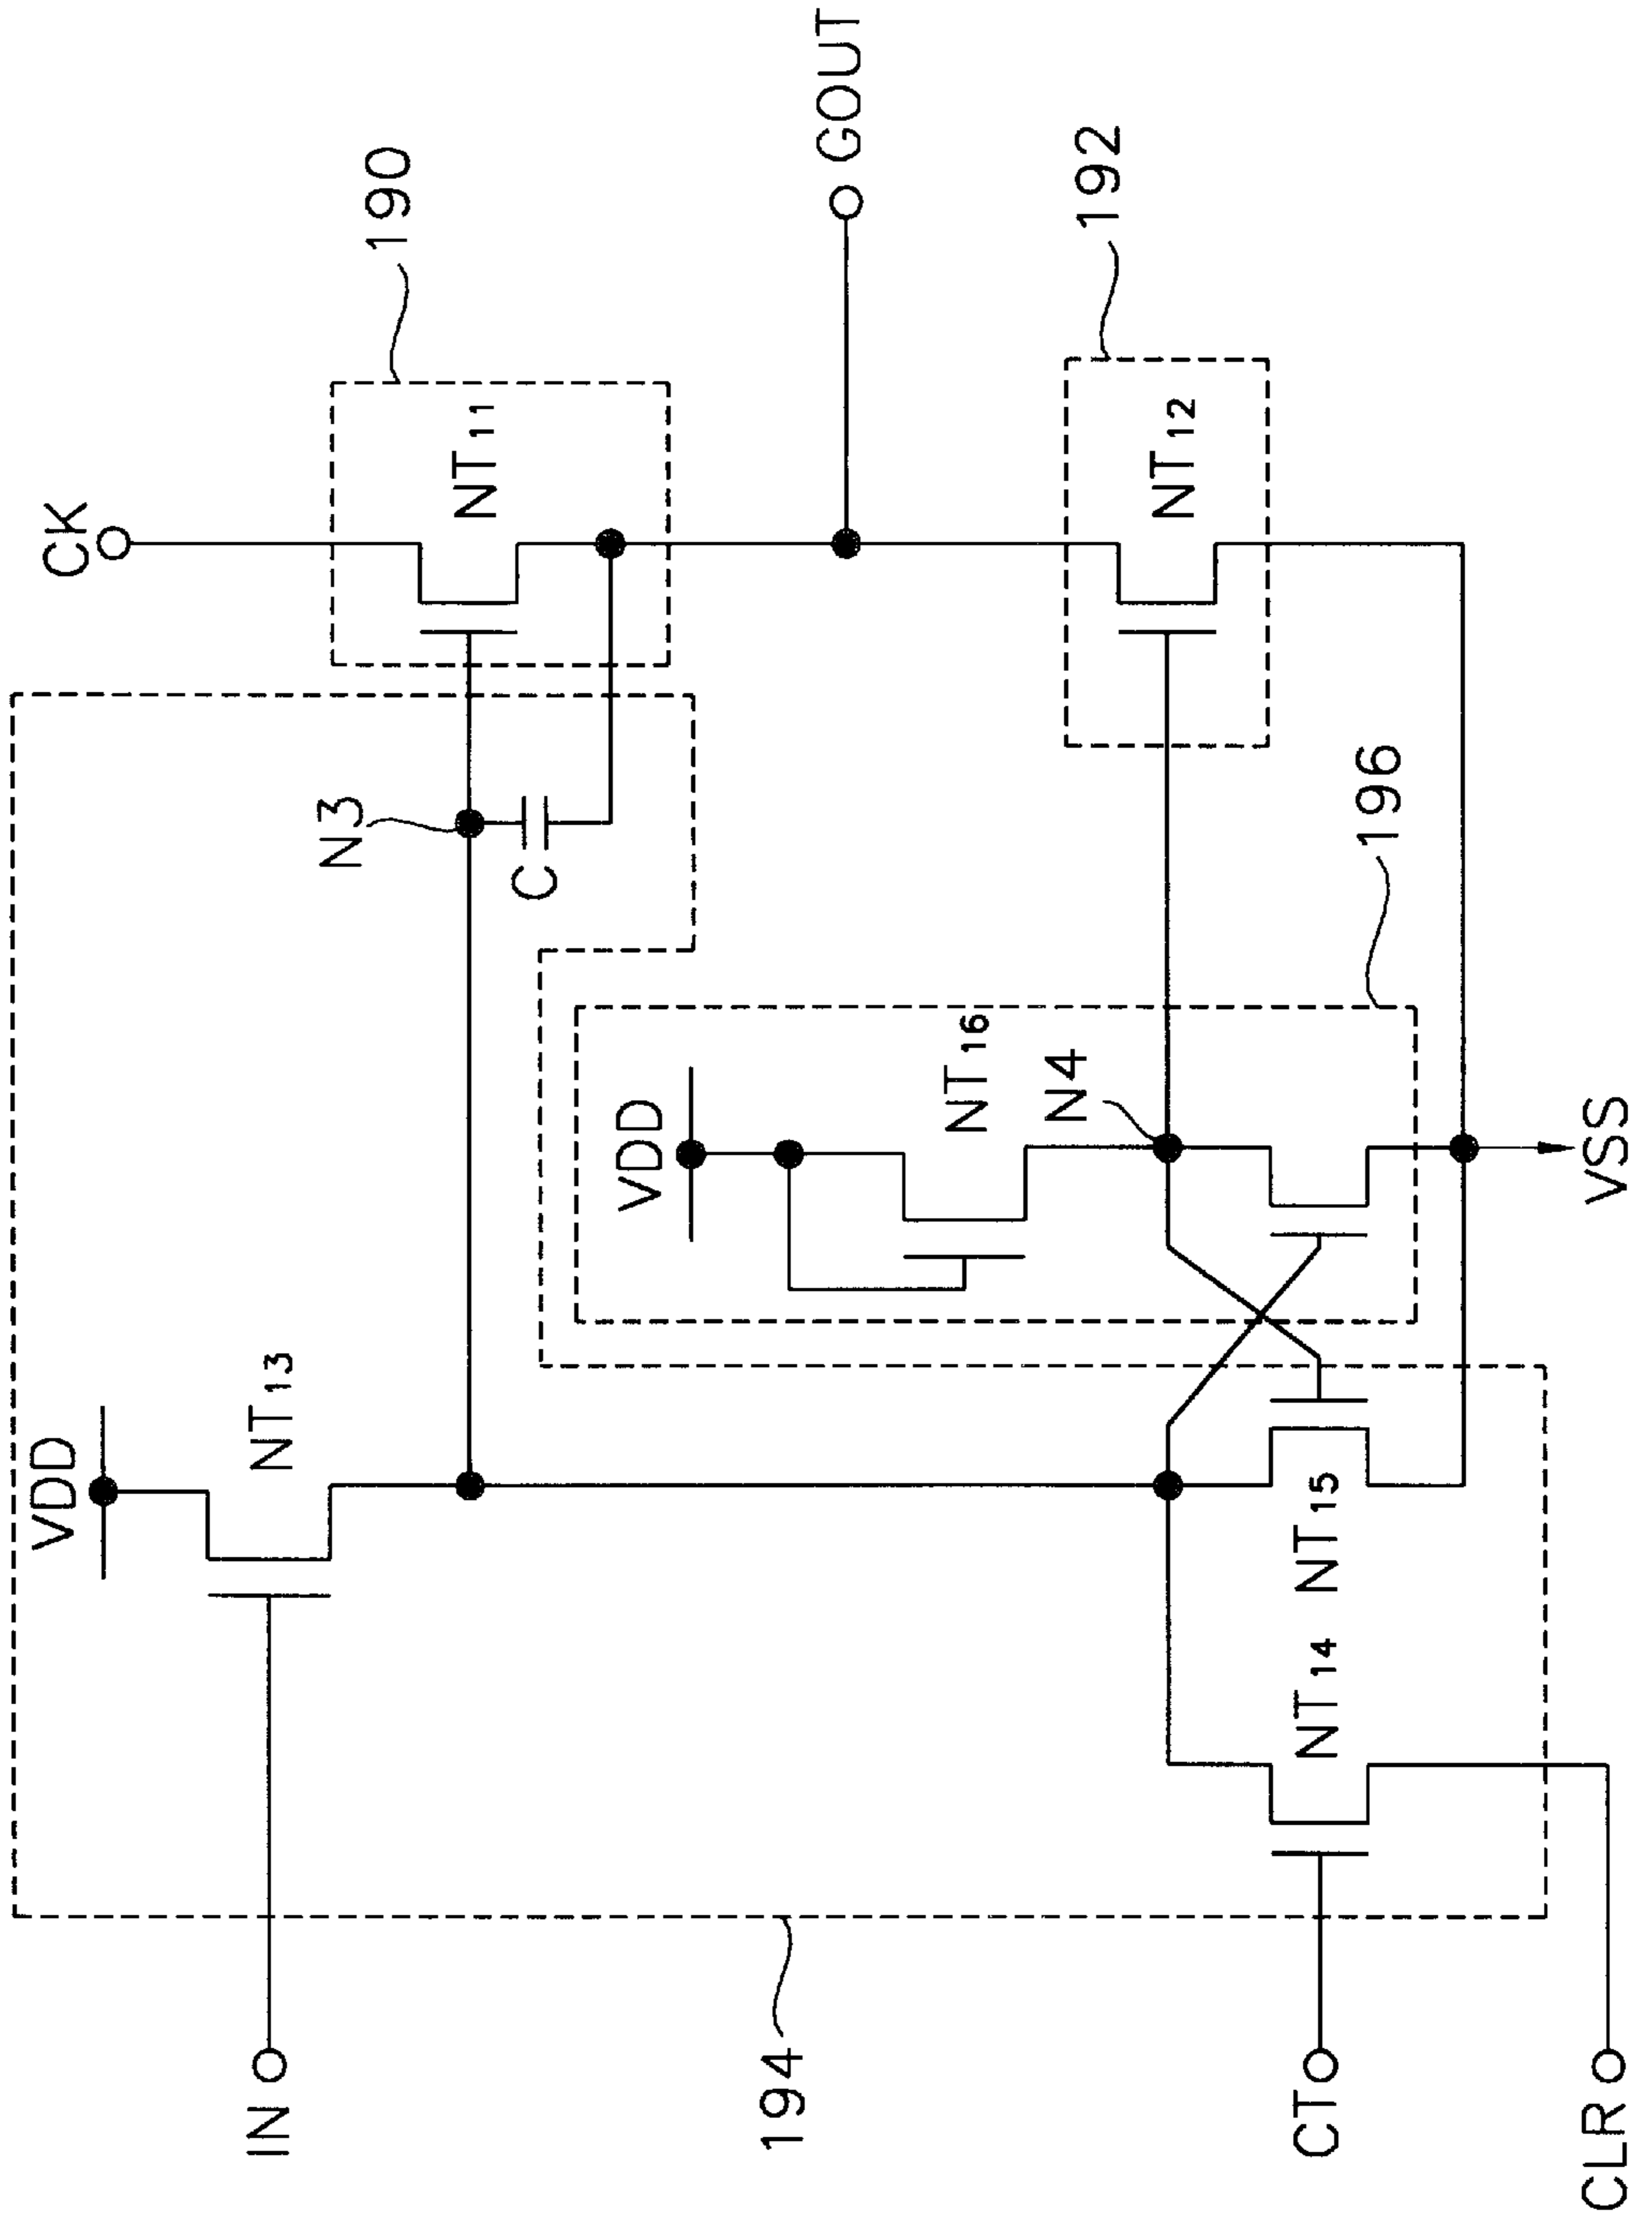 CK
VDD
NT13
N3
190
NT11
VDD
NT16
N4
GOUT
192
NT12
196
IN
194
CT
NT14
NT15
CLR
VSS
C